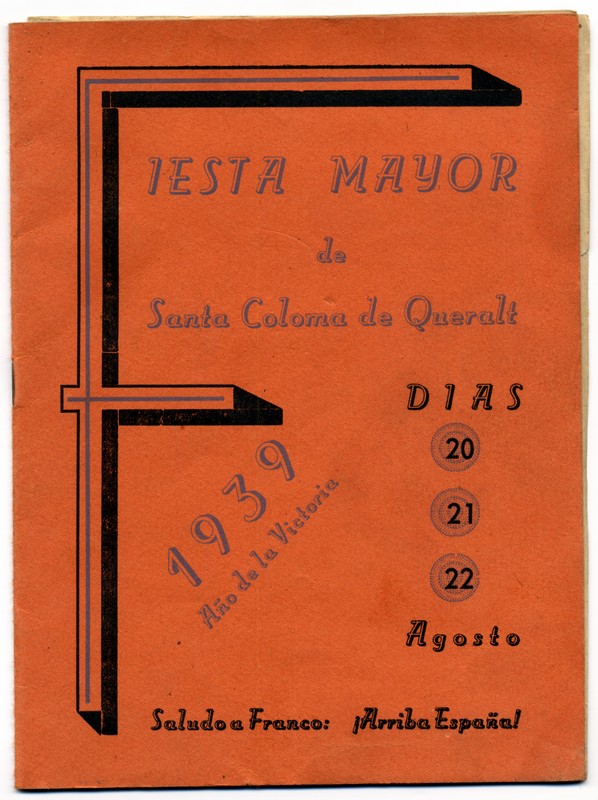 FIESTA MAYOR
de
Santa Coloma de Queralt
DIAS
20
21
22
Agosto
1939
Año de la Victoria
Saludo a Franco: ¡Arriba España!